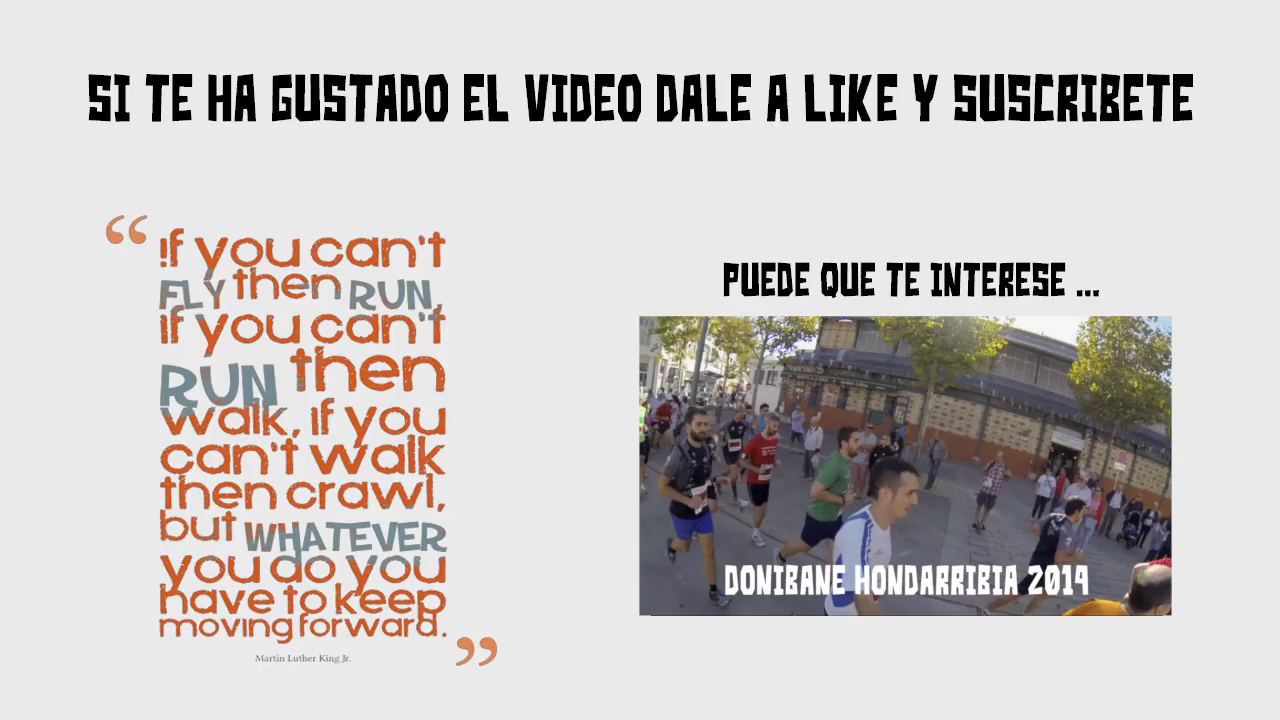 SI TE HA GUSTADO EL VIDEO DALE A LIKE Y SUSCRIBETE
“
if you can't
FLY then RUN,
if you can't
RUN then
walk, if you
can't walk
then crawl,
but WHATEVER
you do you
have to keep
moving forward.
”
Martin Luther King Jr.
PUEDE QUE TE INTERESE ...
DONIBANE HONDARRIBIA 2014